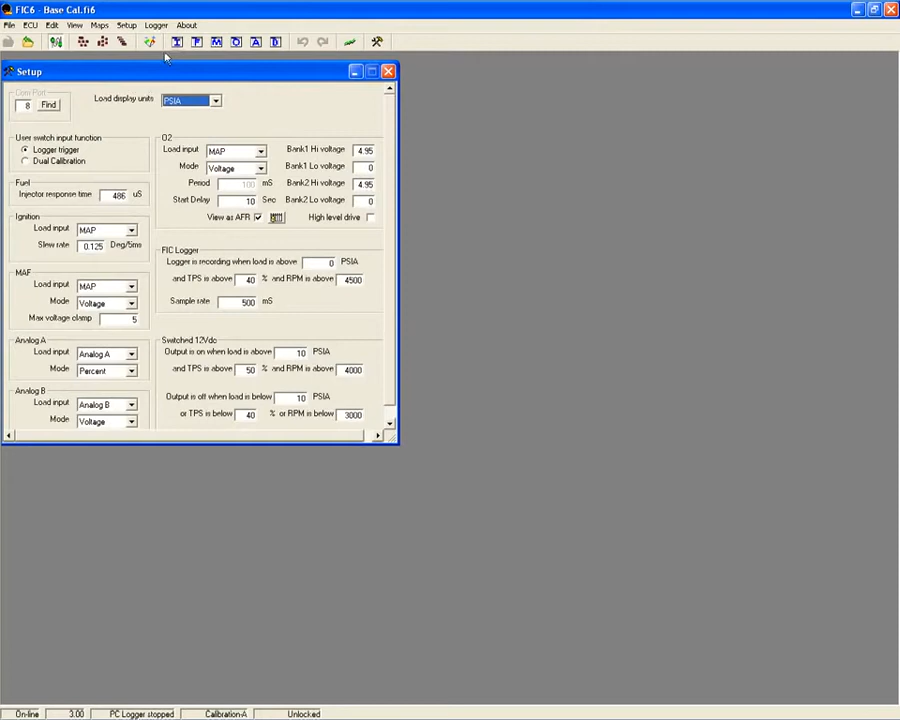 FIC6 - Base Cal.fi6
File ECU Edit View Maps Setup Logger About
I F M O A D
Setup
Com Port
8 Find
Load display units PSIA
User switch input function
Logger trigger
Dual Calibration
Fuel
Injector response time 486 uS
Ignition
Load input MAP
Slew rate 0.125 Deg/5ms
MAF
Load input MAP
Mode Voltage
Max voltage clamp 5
Analog A
Load input Analog A
Mode Percent
Analog B
Load input Analog B
Mode Voltage
O2
Load input MAP Bank1 Hi voltage 4.95
Mode Voltage Bank1 Lo voltage 0
Period 100 mS Bank2 Hi voltage 4.95
Start Delay 10 Sec Bank2 Lo voltage 0
View as AFR High level drive
FIC Logger
Logger is recording when load is above 0 PSIA
and TPS is above 40 % and RPM is above 4500
Sample rate 500 mS
Switched 12Vdc
Output is on when load is above 10 PSIA
and TPS is above 50 % and RPM is above 4000
Output is off when load is below 10 PSIA
or TPS is below 40 % or RPM is below 3000
On-line 3.00 PC Logger stopped Calibration-A Unlocked